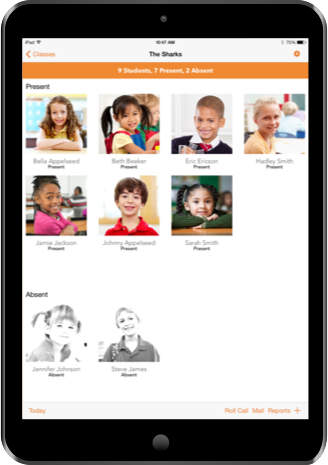 iPad 10:47 AM 75%
Classes The Sharks
9 Students, 7 Present, 2 Absent
Present
Bella Appelseed Beth Beeker Eric Ericson Hadley Smith
Present Present Present Present
Jamie Jackson Johnny Appelseed Sarah Smith
Present Present Present
Absent
Jennifer Johnson Steve James
Absent Absent
Today Roll Call Mail Reports +